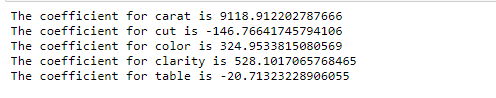 The coefficient for carat is 9118.912202787666
The coefficient for cut is -146.76641745794106
The coefficient for color is 324.9533815080569
The coefficient for clarity is 528.1017065768465
The coefficient for table is -20.71323228906055